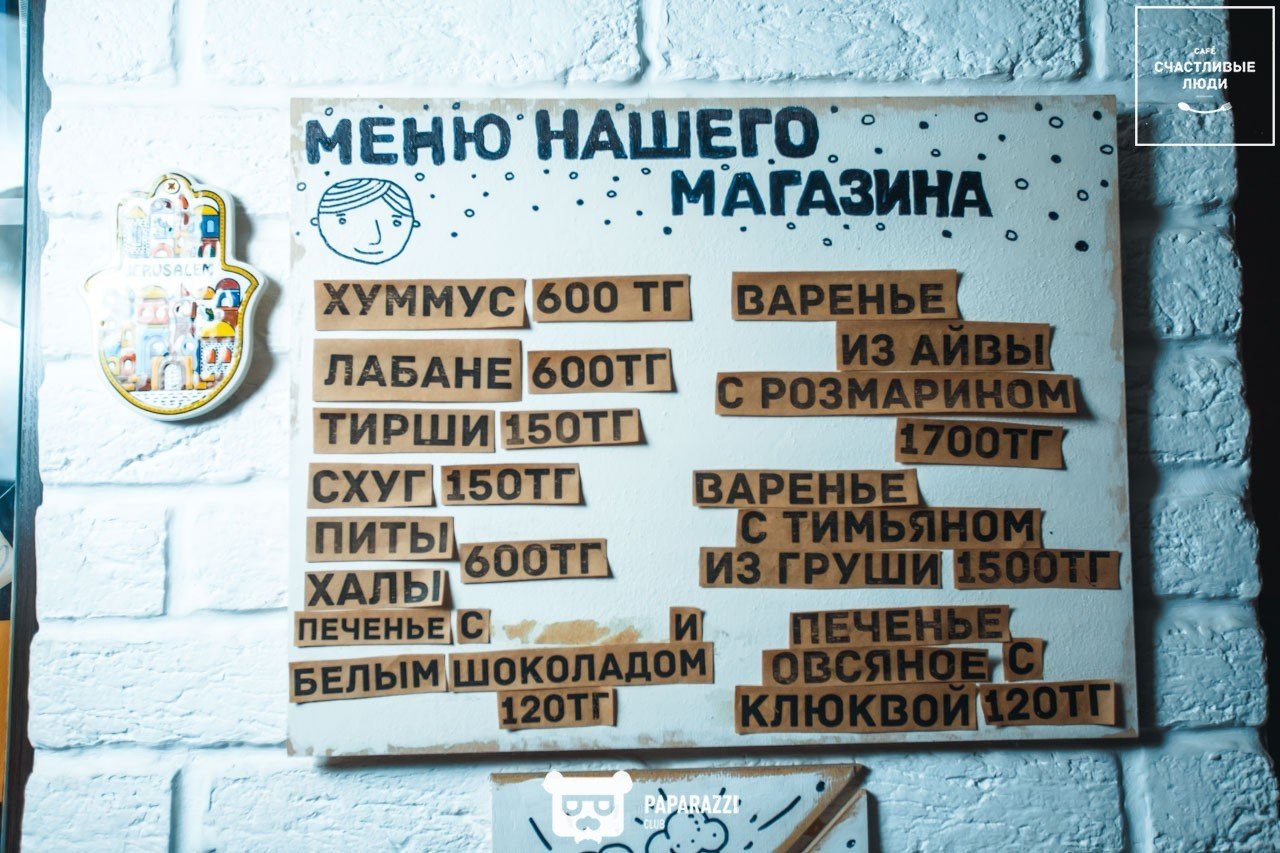 МЕНЮ НАШЕГО
МАГАЗИНА
ХУММУС 600 ТГ
ЛАБАНЕ 600ТГ
ТИРШИ 150ТГ
СХУГ 150ТГ
ПИТЫ
600ТГ
ХАЛЫ
ПЕЧЕНЬЕ С И
БЕЛЫМ ШОКОЛАДОМ
120ТГ
ВАРЕНЬЕ
ИЗ АЙВЫ
С РОЗМАРИНОМ
1700ТГ
ВАРЕНЬЕ
С ТИМЬЯНОМ
ИЗ ГРУШИ 1500ТГ
ПЕЧЕНЬЕ
ОВСЯНОЕ С
КЛЮКВОЙ 120ТГ
JERUSALEM
CAFÉ
СЧАСТЛИВЫЕ
ЛЮДИ
PAPARAZZI
CLUB